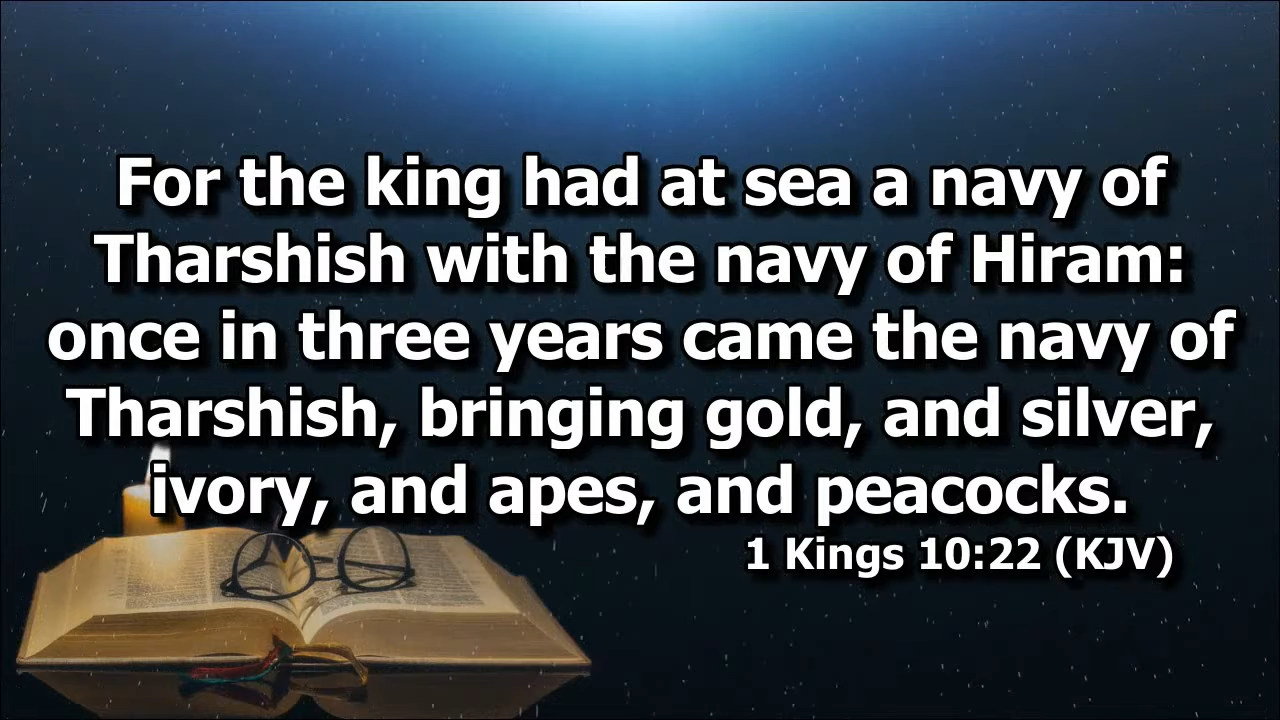 For the king had at sea a navy of
Tharshish with the navy of Hiram:
once in three years came the navy of
Tharshish, bringing gold, and silver,
ivory, and apes, and peacocks.
1 Kings 10:22 (KJV)